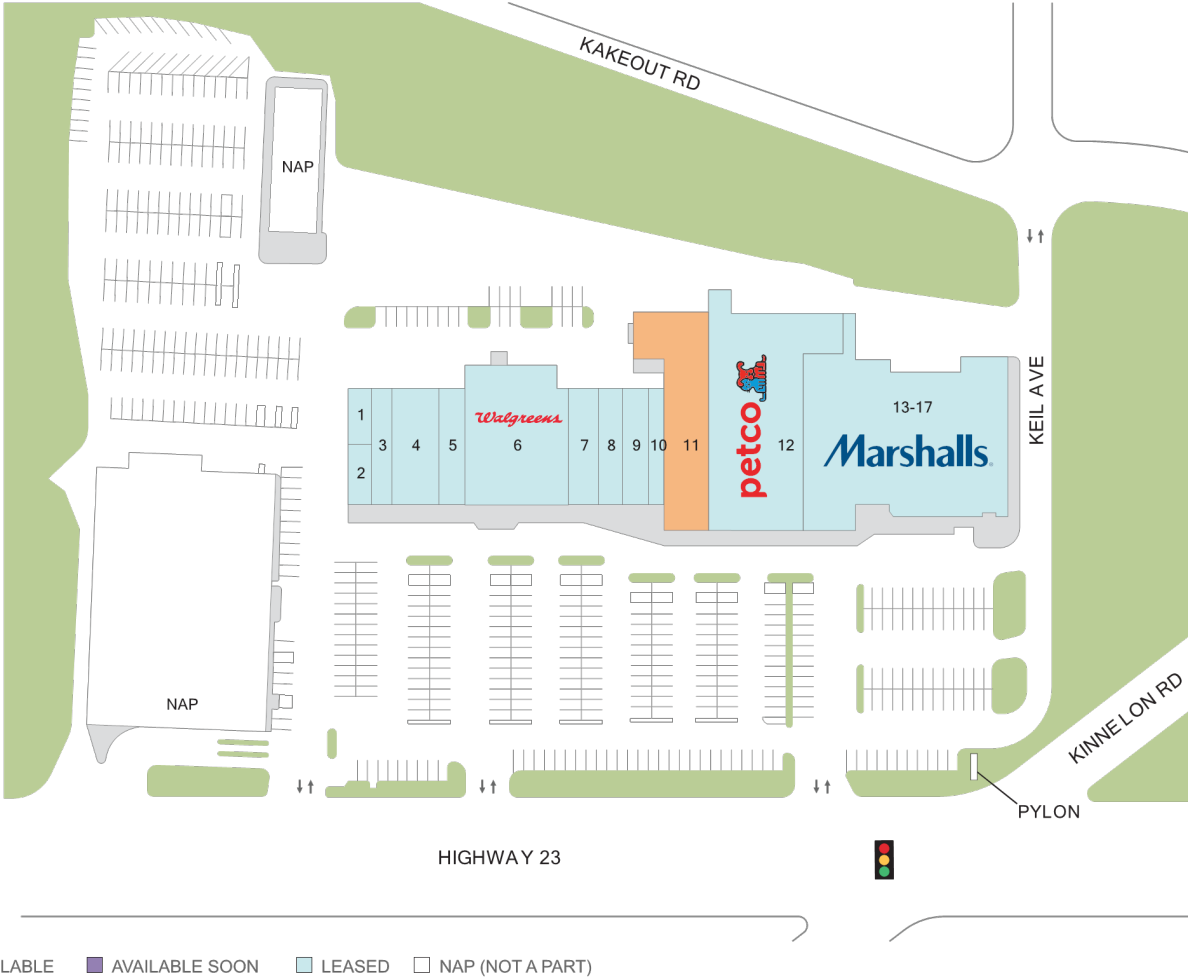 KAKEOUT RD
NAP
KEIL AVE
1
2
3
4
5
Walgreens
6
7
8
9
10
11
petco
12
13-17
Marshalls
NAP
KINNELON RD
PYLON
HIGHWAY 23
LABLE
AVAILABLE SOON
LEASED
NAP (NOT A PART)